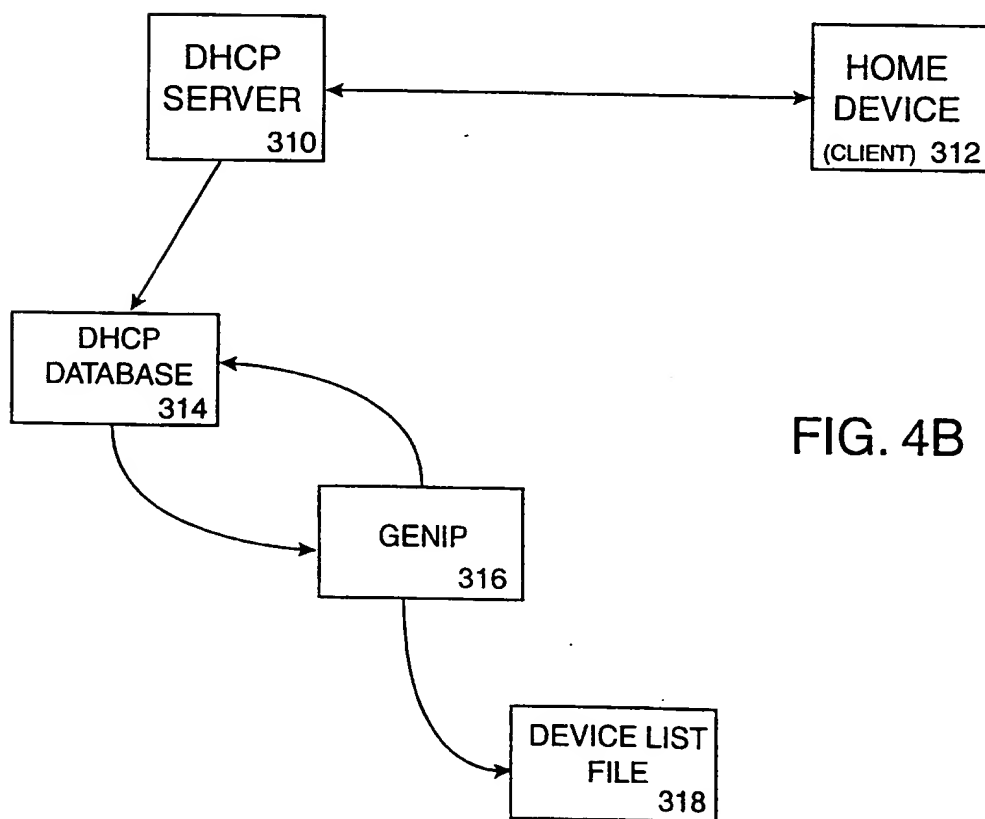 DHCP
SERVER
310
HOME
DEVICE
(CLIENT) 312
DHCP
DATABASE
314
FIG. 4B
GENIP
316
DEVICE LIST
FILE
318